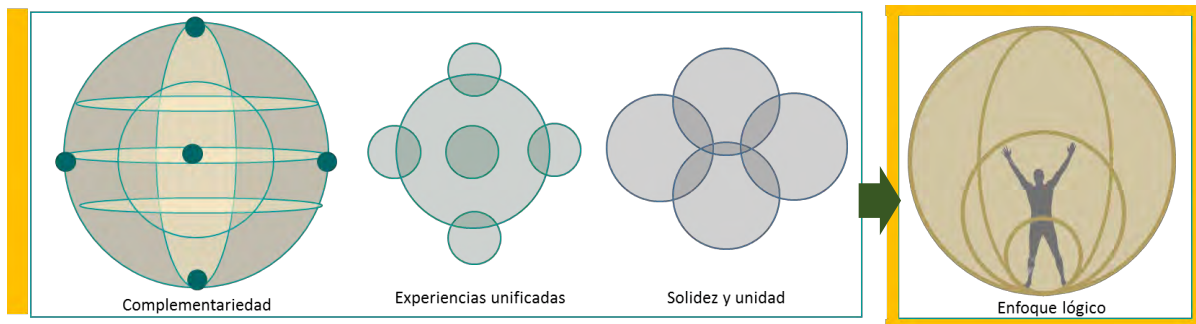 Complementariedad
Experiencias unificadas
Solidez y unidad
Enfoque lógico